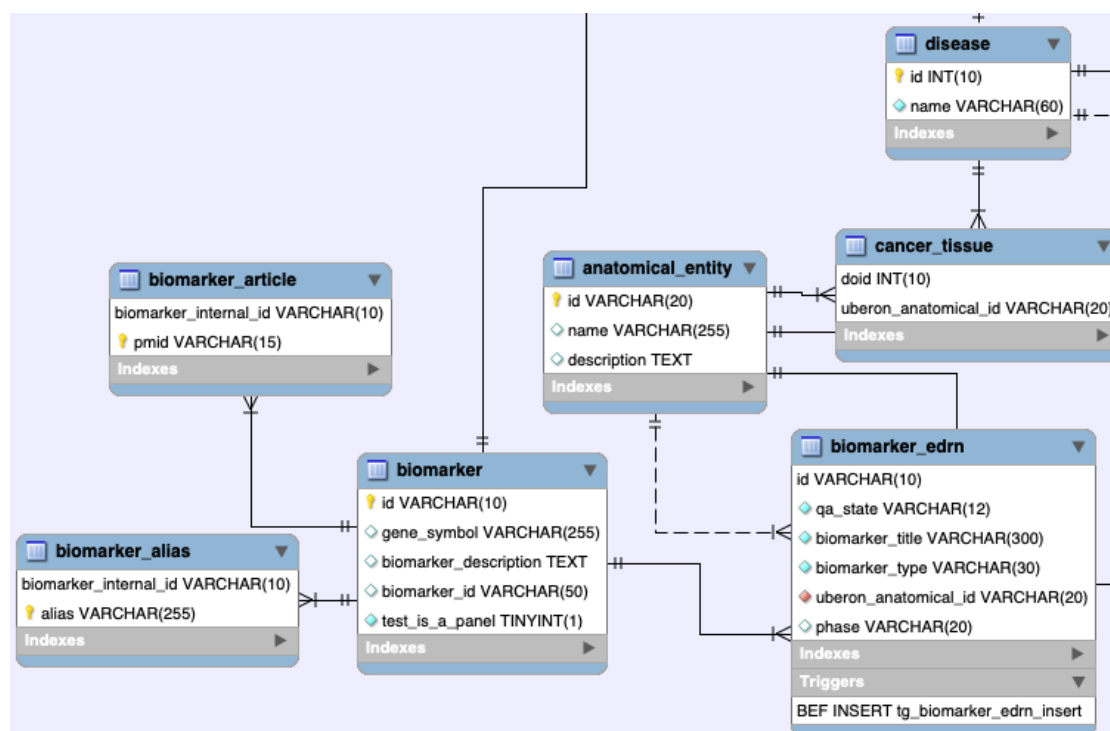 disease
id INT(10)
name VARCHAR(60)
Indexes
cancer_tissue
doid INT(10)
uberon_anatomical_id VARCHAR(20)
Indexes
anatomical_entity
id VARCHAR(20)
name VARCHAR(255)
description TEXT
Indexes
biomarker_article
biomarker_internal_id VARCHAR(10)
pmid VARCHAR(15)
Indexes
biomarker
id VARCHAR(10)
gene_symbol VARCHAR(255)
biomarker_description TEXT
biomarker_id VARCHAR(50)
test_is_a_panel TINYINT(1)
Indexes
biomarker_alias
biomarker_internal_id VARCHAR(10)
alias VARCHAR(255)
Indexes
biomarker_edrn
id VARCHAR(10)
qa_state VARCHAR(12)
biomarker_title VARCHAR(300)
biomarker_type VARCHAR(30)
uberon_anatomical_id VARCHAR(20)
phase VARCHAR(20)
Indexes
Triggers
BEF INSERT tg_biomarker_edrn_insert